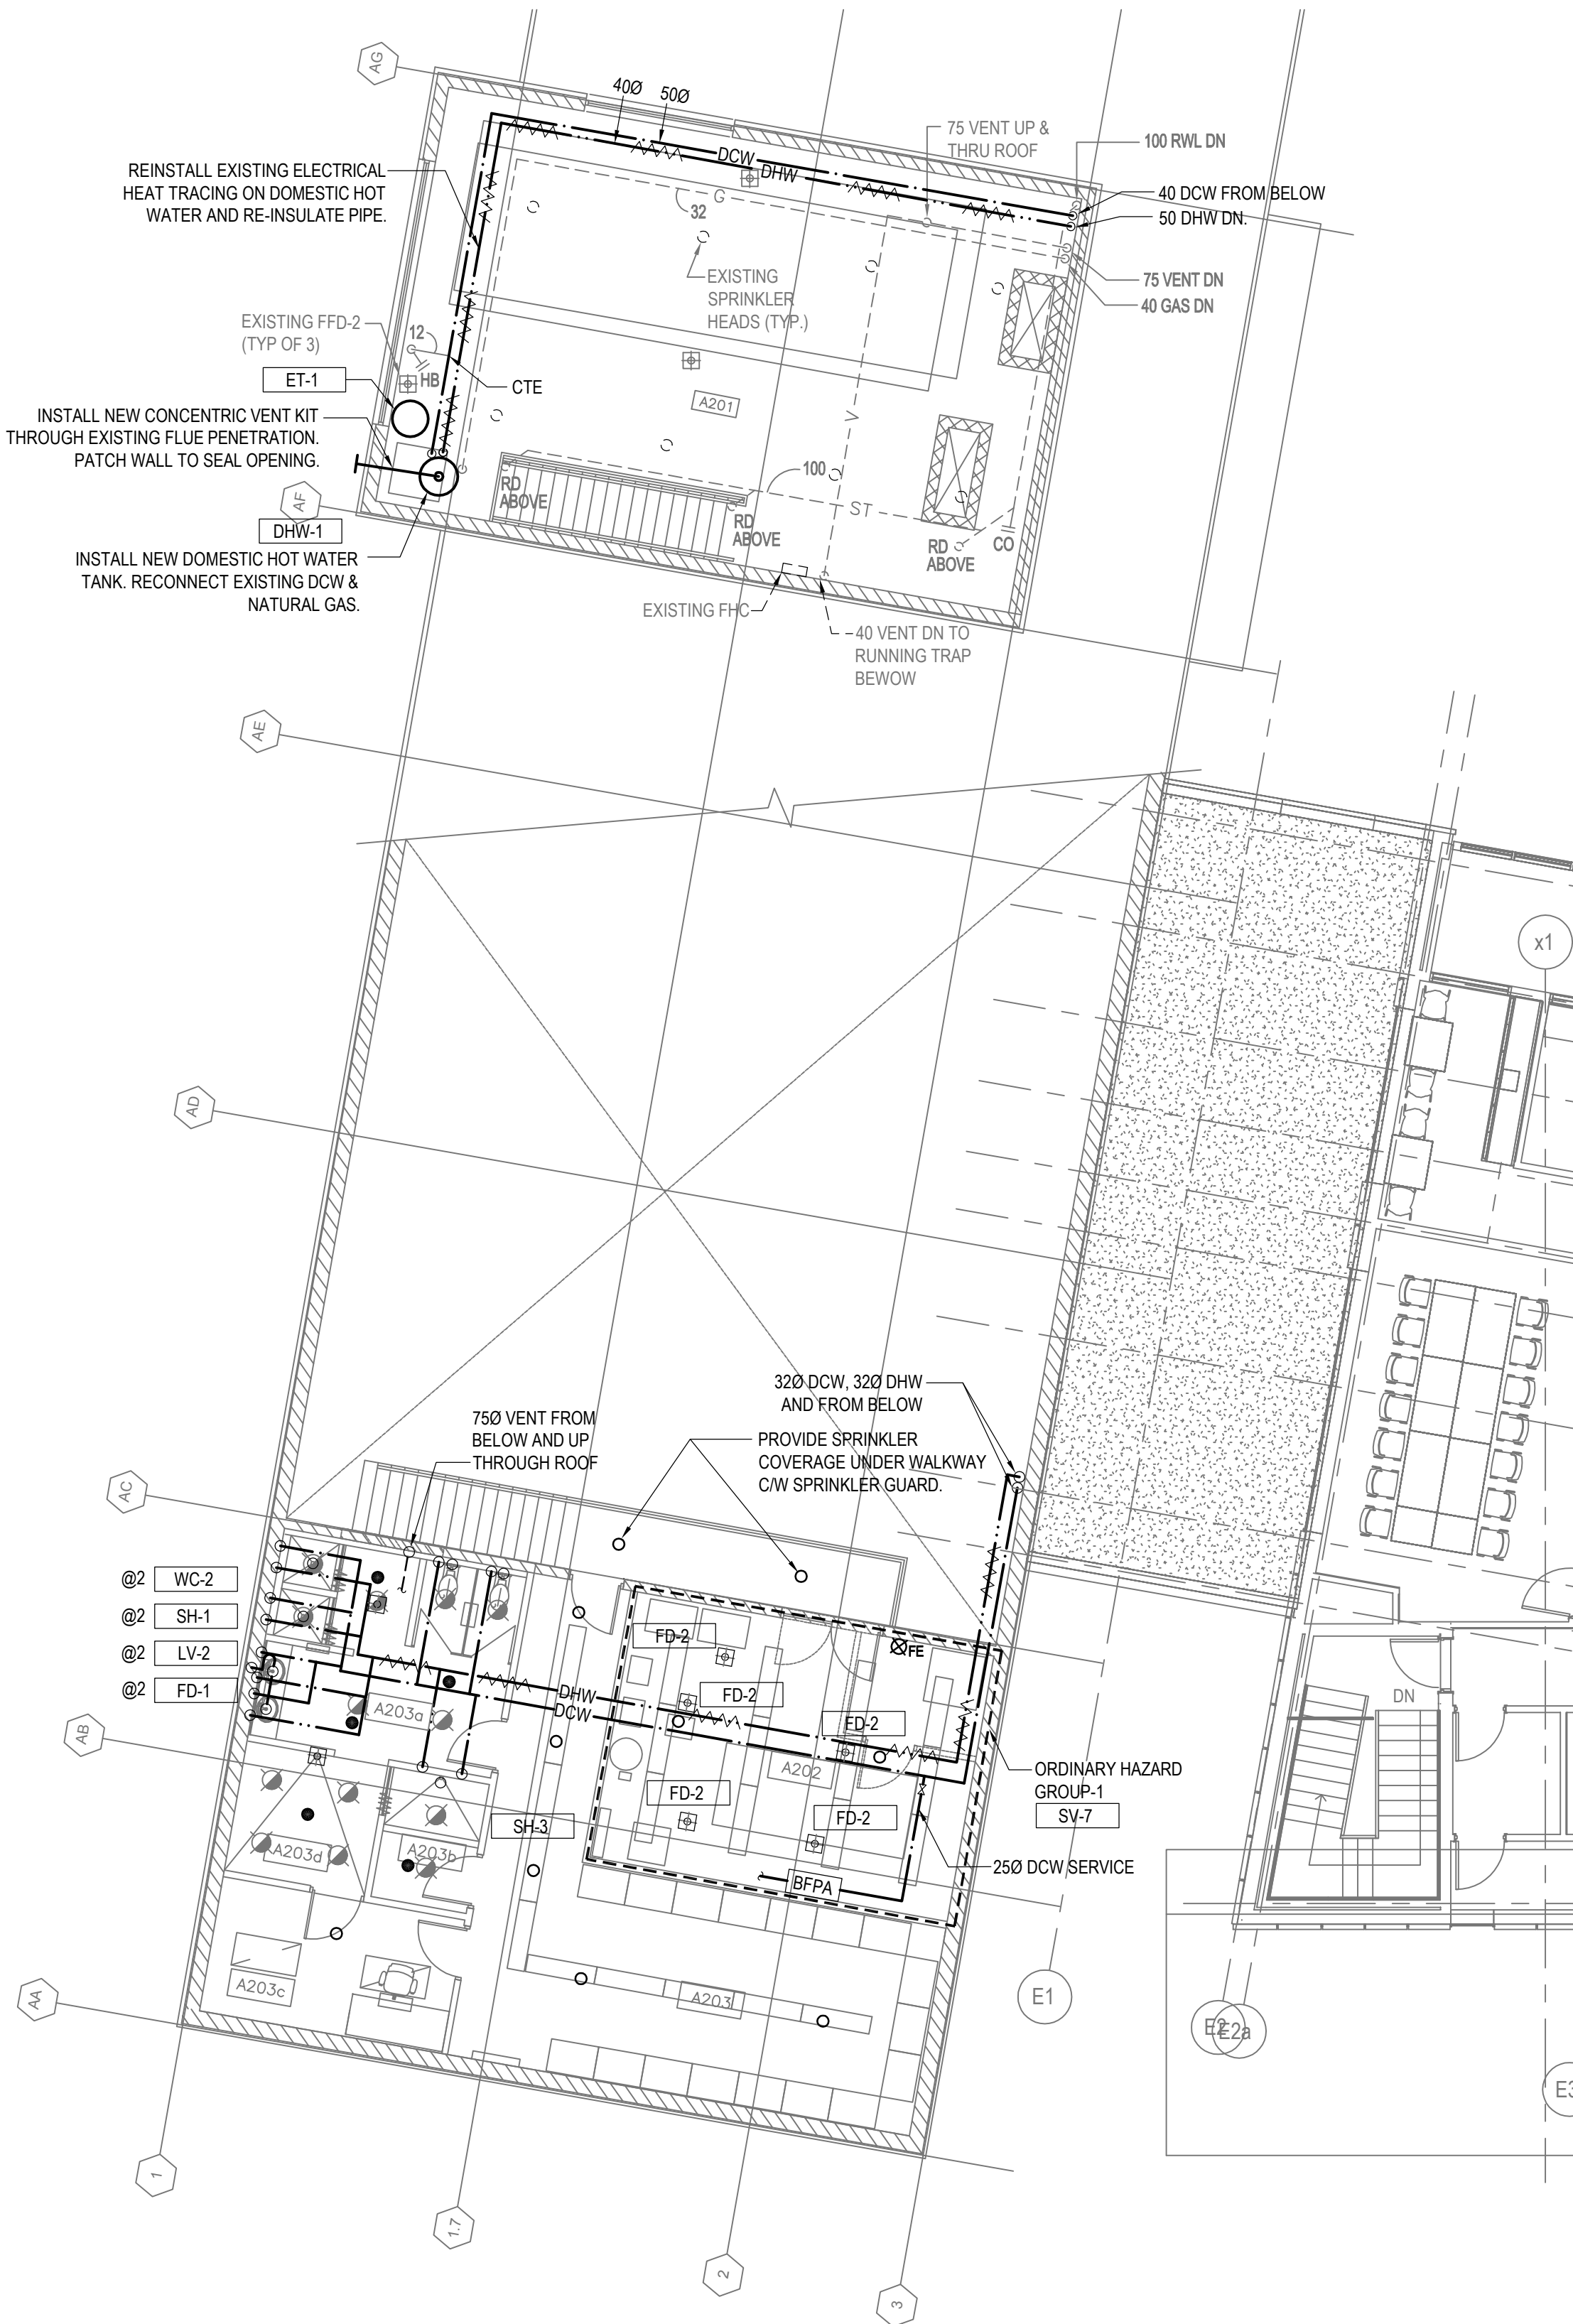 AG
40Ø 50Ø
75 VENT UP &
THRU ROOF
100 RWL DN
DCW
DHW
REINSTALL EXISTING ELECTRICAL
HEAT TRACING ON DOMESTIC HOT
WATER AND RE-INSULATE PIPE.
40 DCW FROM BELOW
50 DHW DN.
G
32
EXISTING
SPRINKLER
HEADS (TYP.)
75 VENT DN
40 GAS DN
EXISTING FFD-2
(TYP OF 3)
12
HB
CTE
ET-1
A201
V
INSTALL NEW CONCENTRIC VENT KIT
THROUGH EXISTING FLUE PENETRATION.
PATCH WALL TO SEAL OPENING.
100
RD
ABOVE
ST
AF
RD
ABOVE
RD
ABOVE
CO
DHW-1
INSTALL NEW DOMESTIC HOT WATER
TANK. RECONNECT EXISTING DCW &
NATURAL GAS.
EXISTING FHC
40 VENT DN TO
RUNNING TRAP
BEWOW
AE
x1
AD
32Ø DCW, 32Ø DHW
AND FROM BELOW
75Ø VENT FROM
BELOW AND UP
THROUGH ROOF
PROVIDE SPRINKLER
COVERAGE UNDER WALKWAY
C/W SPRINKLER GUARD.
AC
@2 WC-2
@2 SH-1
@2 LV-2
@2 FD-1
FD-2
FE
FD-2
DHW
DCW
FD-2
A203a
AB
DN
A202
ORDINARY HAZARD
GROUP-1
SV-7
FD-2
FD-2
SH-3
A203d
A203b
25Ø DCW SERVICE
BFPA
A203c
A203
AA
E1
E2
E2a
E3
1
1.7
2
3